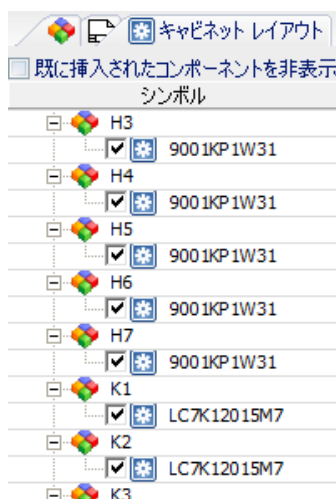 キャビネット レイアウト
既に挿入されたコンポーネントを非表示
シンボル
H3
9001KP1W31
H4
9001KP1W31
H5
9001KP1W31
H6
9001KP1W31
H7
9001KP1W31
K1
LC7K12015M7
K2
LC7K12015M7
K3